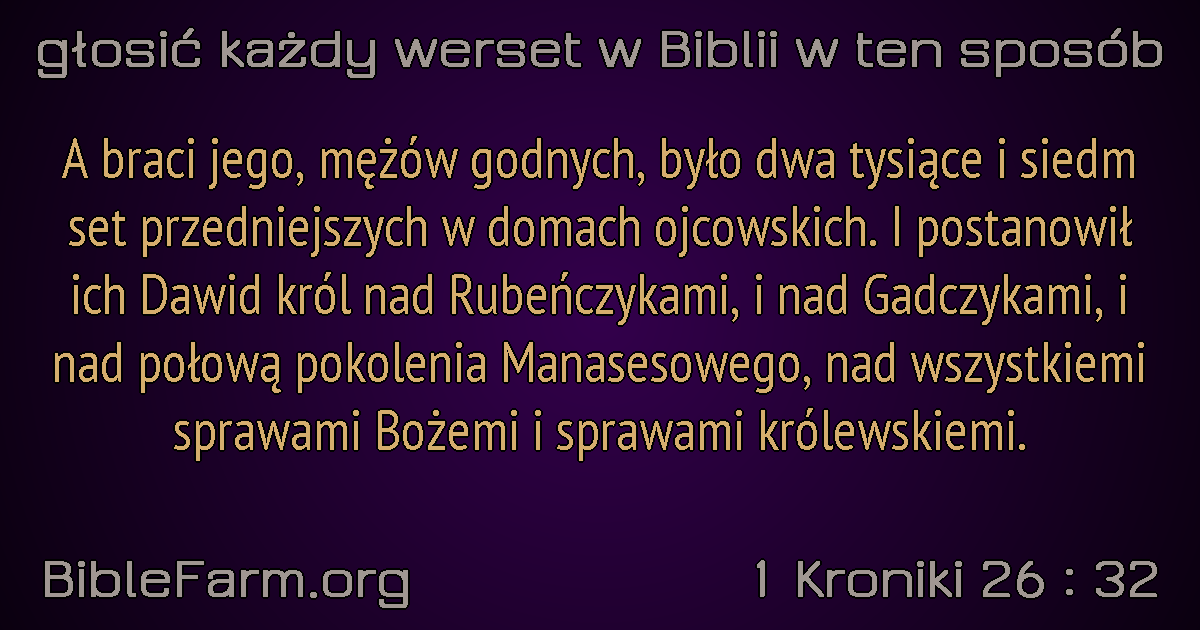 głosić każdy werset w Biblii w ten sposób
A braci jego, mężów godnych, było dwa tysiące i siedm
set przedniejszych w domach ojcowskich. I postanowił
ich Dawid król nad Rubeńczykami, i nad Gadczykami, i
nad połową pokolenia Manasesowego, nad wszystkiemi
sprawami Bożemi i sprawami królewskiemi.
BibleFarm.org
1 Kroniki 26 : 32